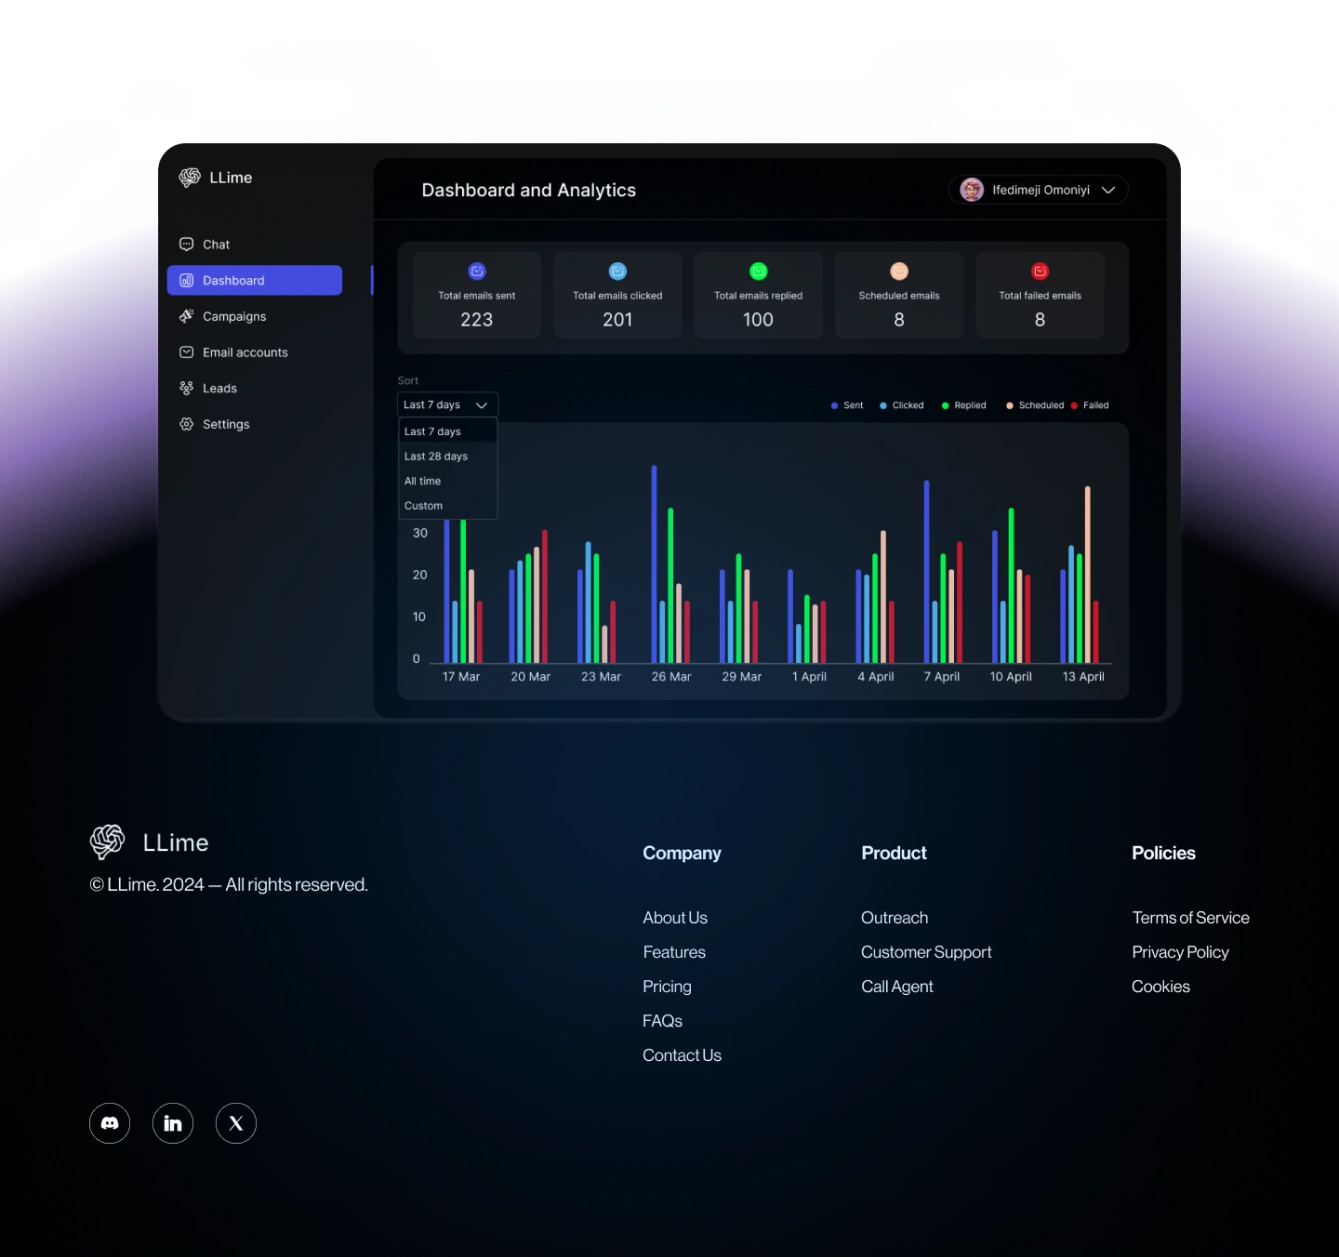 LLime
Chat
Dashboard
Campaigns
Email accounts
Leads
Settings
Dashboard and Analytics
Ifedimeji Omoniyi
Total emails sent
223
Total emails clicked
201
Total emails replied
100
Scheduled emails
8
Total failed emails
8
Sort
Last 7 days
Last 7 days
Last 28 days
All time
Custom
Sent Clicked Replied Scheduled Failed
30
20
10
0
17 Mar 20 Mar 23 Mar 26 Mar 29 Mar 1 April 4 April 7 April 10 April 13 April
LLime
© LLime. 2024 — All rights reserved.
Company
About Us
Features
Pricing
FAQs
Contact Us
Product
Outreach
Customer Support
Call Agent
Policies
Terms of Service
Privacy Policy
Cookies
in
X